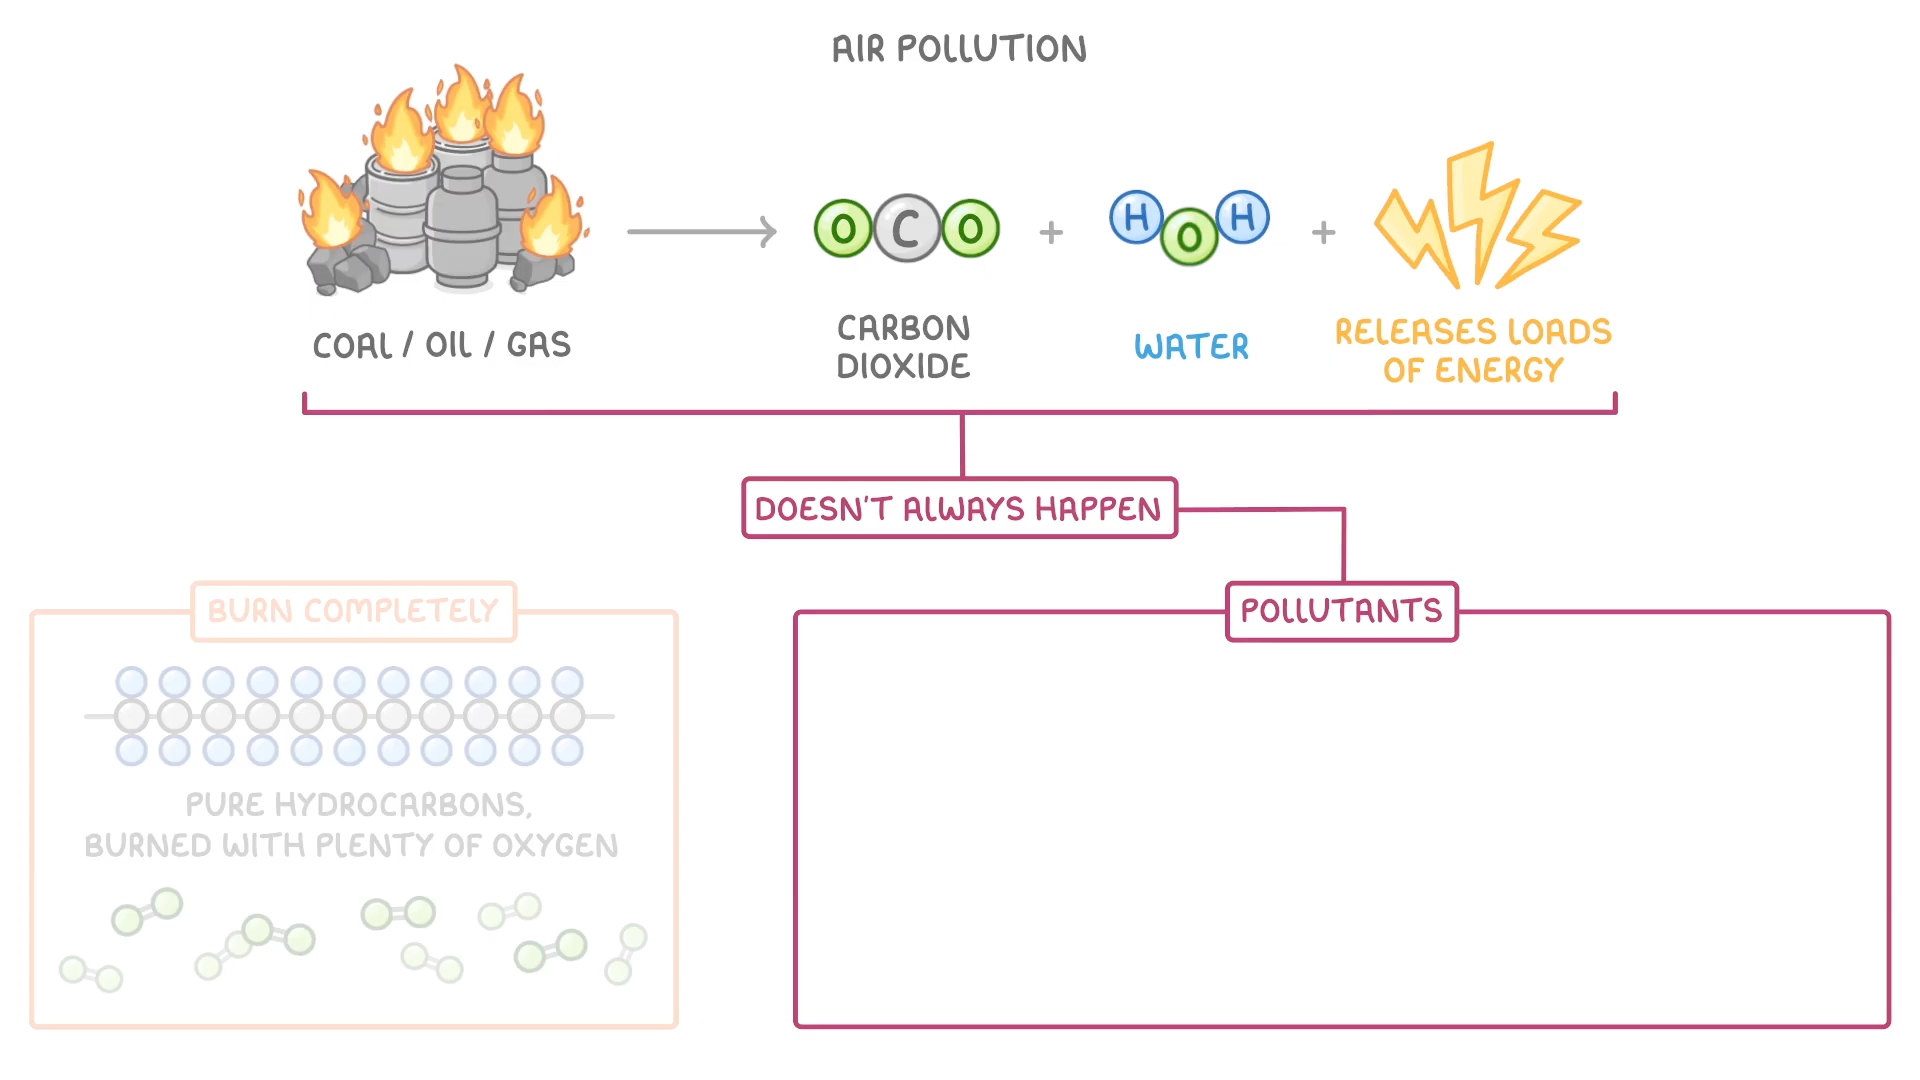 AIR POLLUTION
O C O
+
H O H
+
COAL / OIL / GAS
CARBON
DIOXIDE
WATER
RELEASES LOADS
OF ENERGY
DOESN'T ALWAYS HAPPEN
BURN COMPLETELY
POLLUTANTS
PURE HYDROCARBONS,
BURNED WITH PLENTY OF OXYGEN